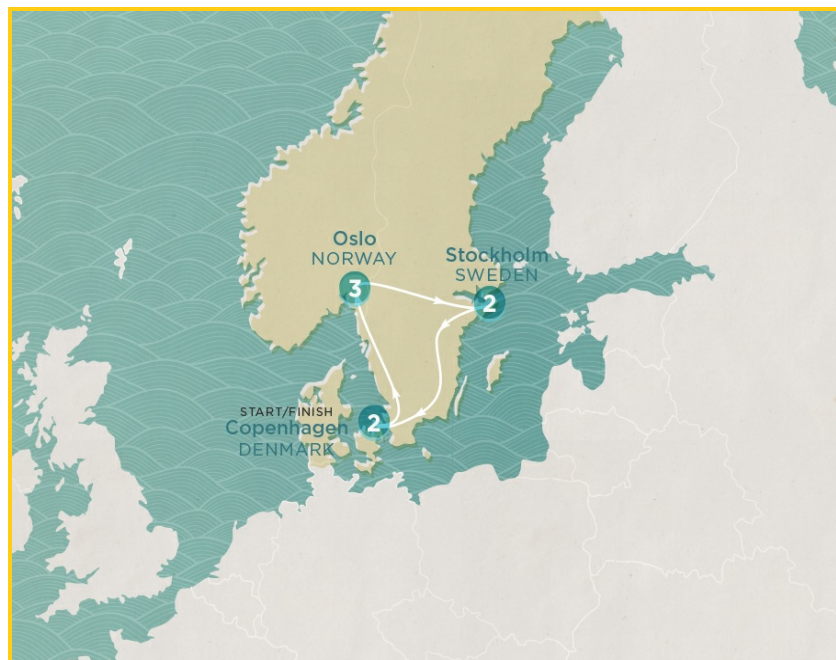 Oslo
NORWAY
3
Stockholm
SWEDEN
2
START/FINISH
Copenhagen
DENMARK
2